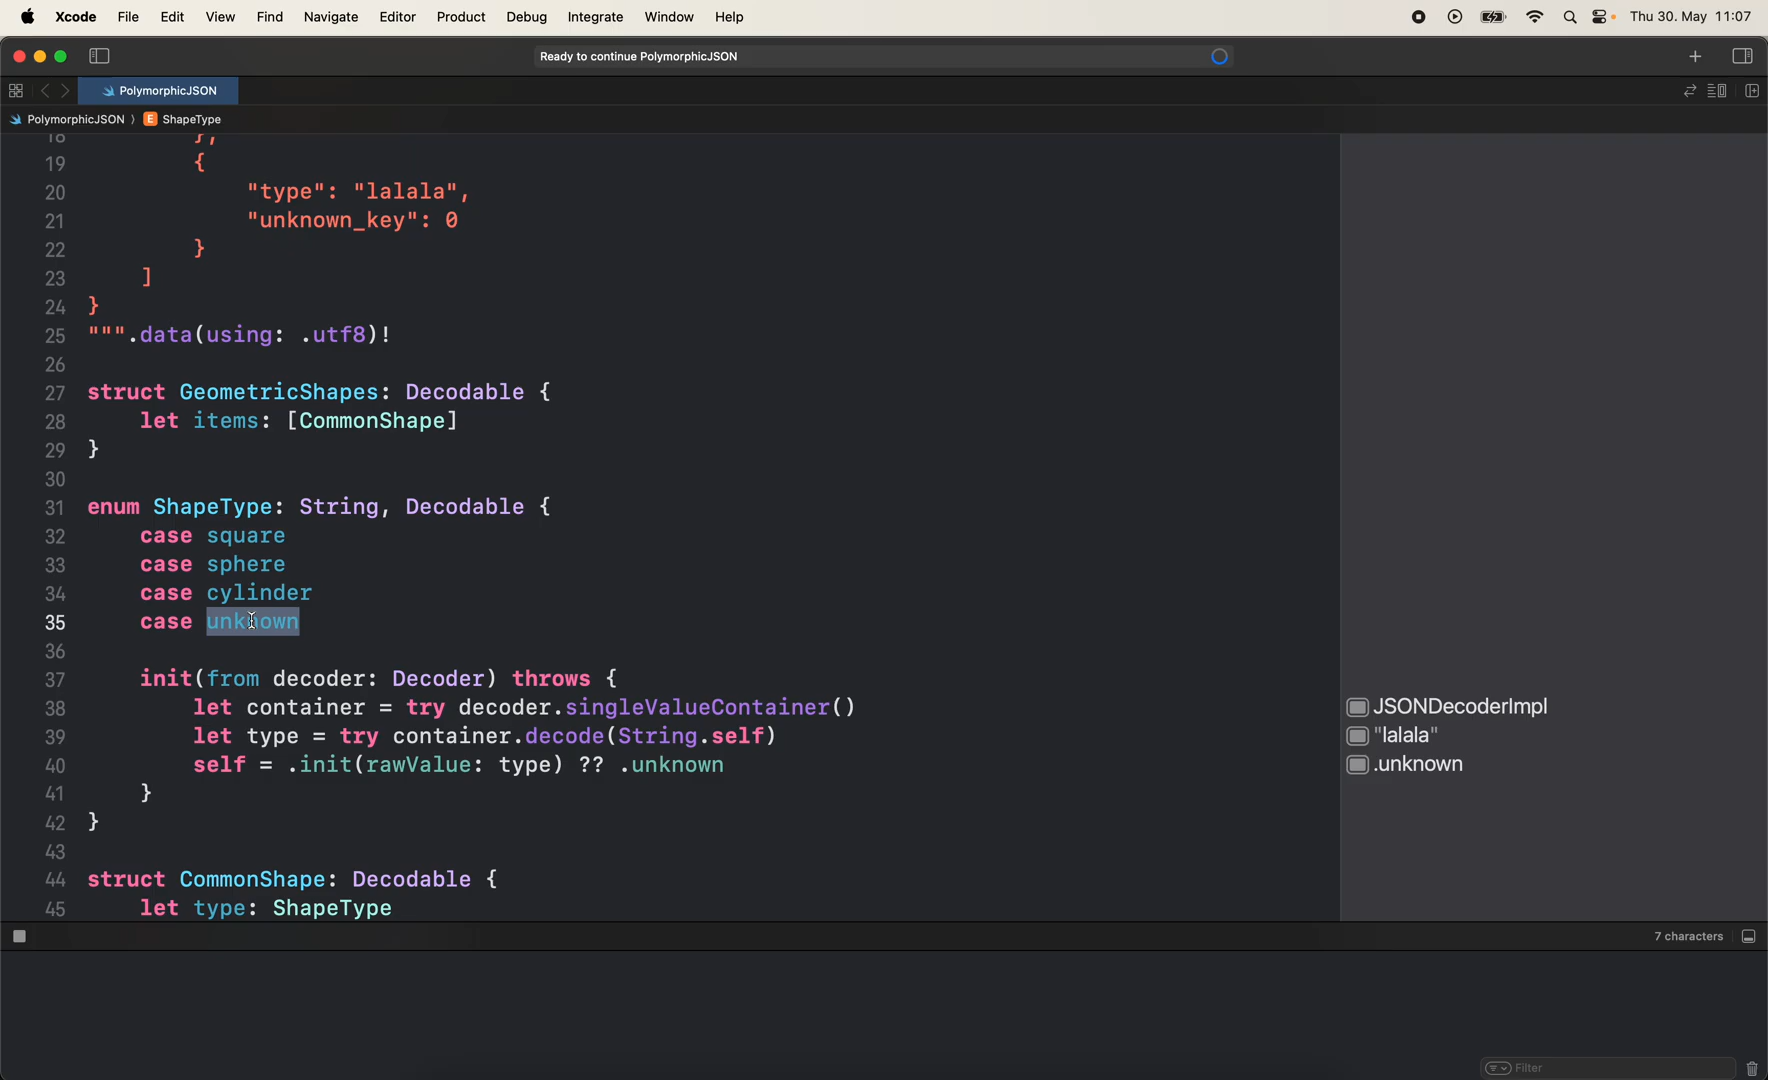 Xcode File Edit View Find Navigate Editor Product Debug Integrate Window Help Thu 30. May 11:07
Ready to continue PolymorphicJSON
PolymorphicJSON
PolymorphicJSON ⟩ E ShapeType
18 },
19 {
20 "type": "lalala",
21 "unknown_key": 0
22 }
23 ]
24 }
25 """.data(using: .utf8)!
26
27 struct GeometricShapes: Decodable {
28 let items: [CommonShape]
29 }
30
31 enum ShapeType: String, Decodable {
32 case square
33 case sphere
34 case cylinder
35 case unknown
36
37 init(from decoder: Decoder) throws {
38 let container = try decoder.singleValueContainer() JSONDecoderImpl
39 let type = try container.decode(String.self) "lalala"
40 self = .init(rawValue: type) ?? .unknown .unknown
41 }
42 }
43
44 struct CommonShape: Decodable {
45 let type: ShapeType
7 characters
Filter